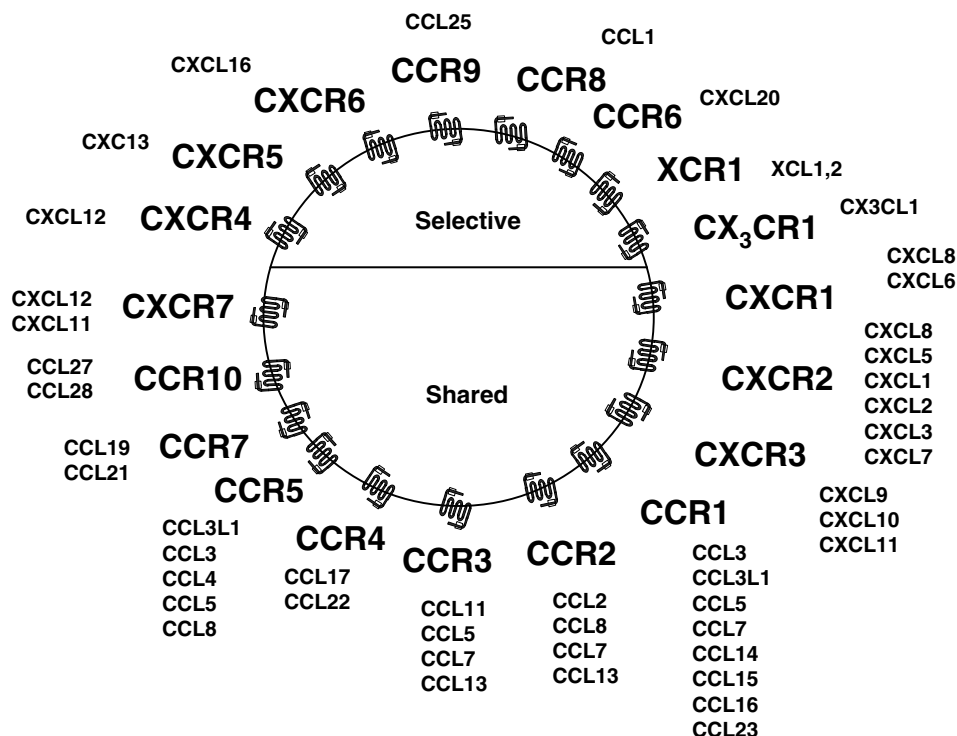 CCL25
CCL1
CXCL16
CCR9
CCR8
CXCL20
CXCR6
CCR6
CXC13
CXCR5
XCR1
XCL1,2
CXCL12
CXCR4
Selective
CX3CR1
CX3CL1
CXCL8
CXCL6
CXCR1
CXCL12
CXCL11
CXCR7
CCL27
CCL28
CCR10
Shared
CXCR2
CXCL8
CXCL5
CXCL1
CXCL2
CXCL3
CXCL7
CCL19
CCL21
CCR7
CXCR3
CXCL9
CXCL10
CXCL11
CCR5
CCL3L1
CCL3
CCL4
CCL5
CCL8
CCR4
CCL17
CCL22
CCR3
CCL11
CCL5
CCL7
CCL13
CCR2
CCL2
CCL8
CCL7
CCL13
CCR1
CCL3
CCL3L1
CCL5
CCL7
CCL14
CCL15
CCL16
CCL23